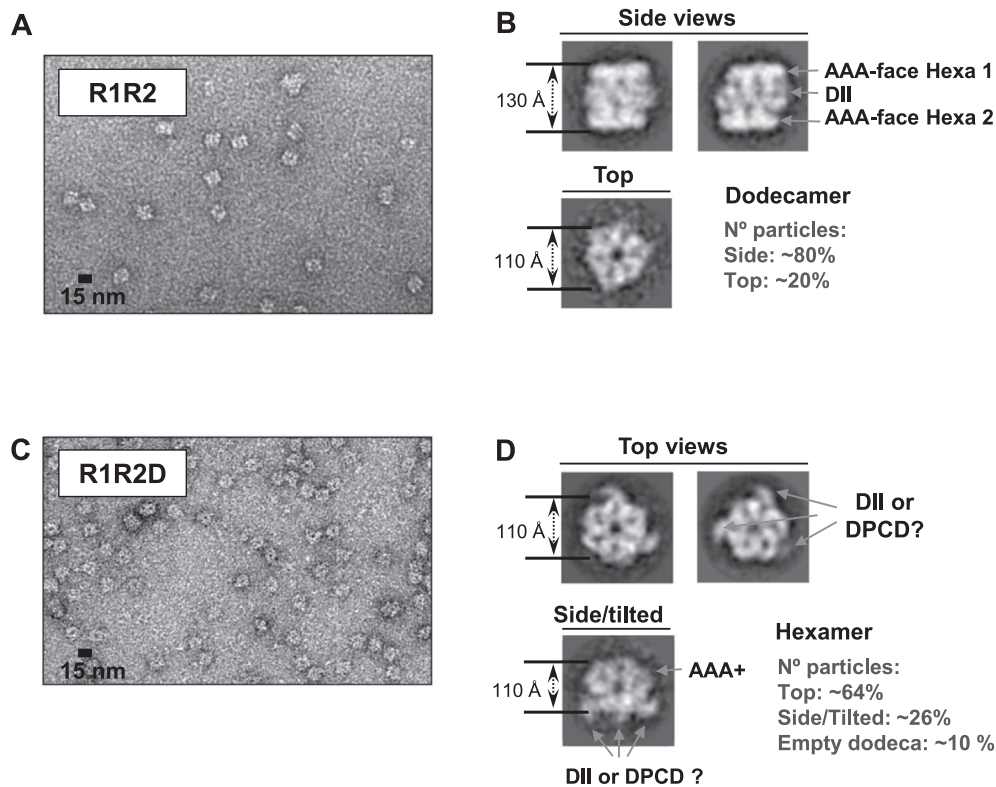 A
R1R2
15 nm
B
Side views
130 Å
AAA-face Hexa 1
DII
AAA-face Hexa 2
Top
110 Å
Dodecamer
Nº particles:
Side: ~80%
Top: ~20%
C
R1R2D
15 nm
D
Top views
110 Å
DII or
DPCD?
Side/tilted
110 Å
AAA+
DII or DPCD ?
Hexamer
Nº particles:
Top: ~64%
Side/Tilted: ~26%
Empty dodeca: ~10 %